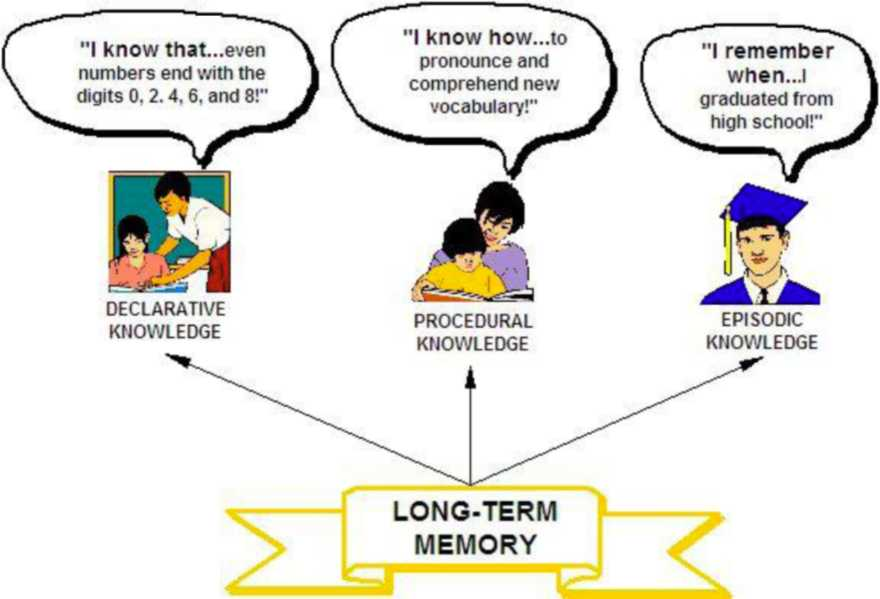 "I know that...even
numbers end with the
digits 0, 2. 4, 6, and 8!"
"I know how...to
pronounce and
comprehend new
vocabulary!"
"I remember
when...I
graduated from
high school!"
DECLARATIVE
KNOWLEDGE
PROCEDURAL
KNOWLEDGE
EPISODIC
KNOWLEDGE
LONG-TERM
MEMORY